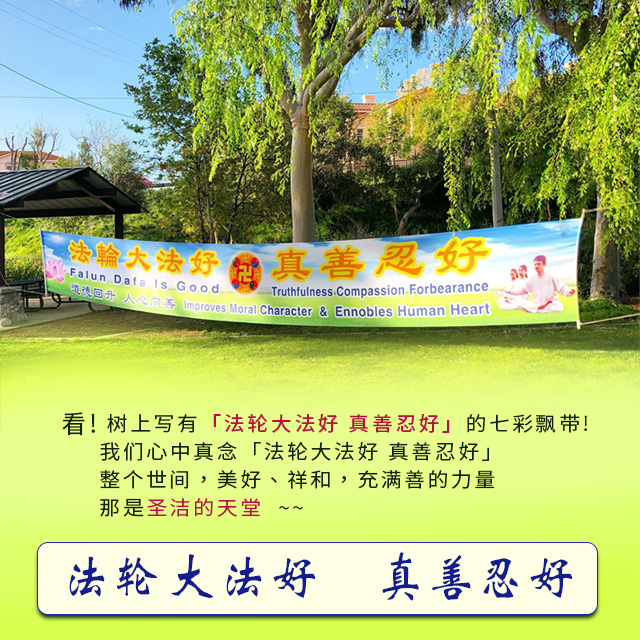 法輪大法好 真善忍好
Falun Dafa Is Good Truthfulness Compassion Forbearance
道德回升 人心向善 Improves Moral Character & Ennobles Human Heart
看! 树上写有「法轮大法好 真善忍好」的七彩飘带!
我们心中真念「法轮大法好 真善忍好」
整个世间，美好、祥和，充满善的力量
那是圣洁的天堂 ~~
法轮大法好 真善忍好